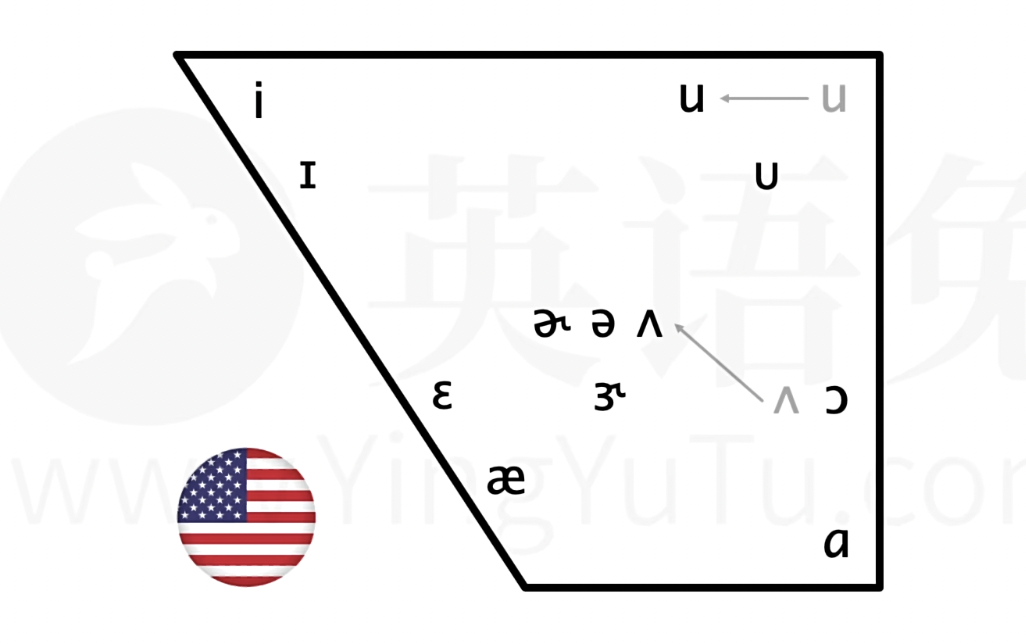 i u u
ɪ ʊ
ɚ ə ʌ
ɛ ɝ ʌ ɔ
æ
ɑ
英语兔
www.YingYuTu.com